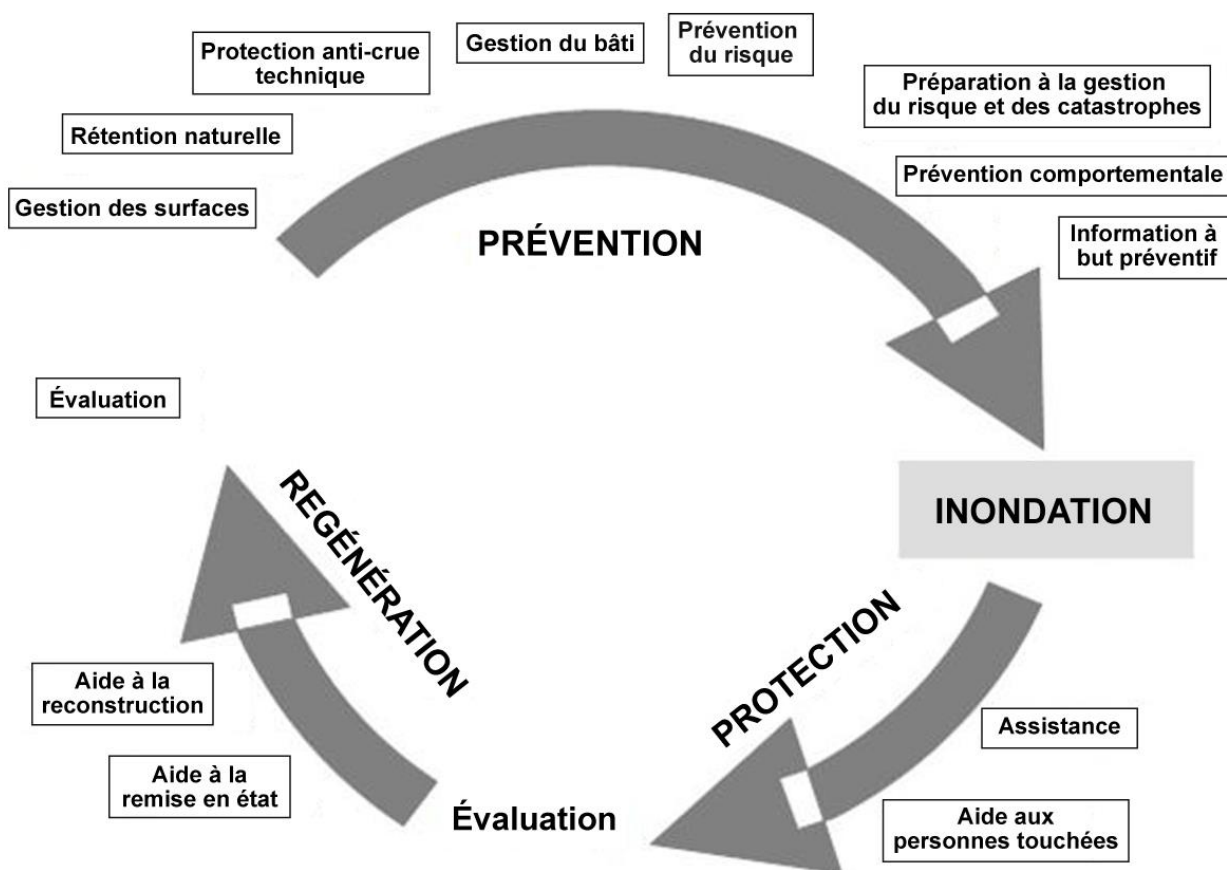 Protection anti-crue
technique
Gestion du bâti
Prévention
du risque
Préparation à la gestion
du risque et des catastrophes
Rétention naturelle
Prévention comportementale
Gestion des surfaces
Information à
but préventif
PRÉVENTION
Évaluation
INONDATION
REGÉNÉRATION
PROTECTION
Aide à la
reconstruction
Assistance
Aide à la
remise en état
Évaluation
Aide aux
personnes touchées